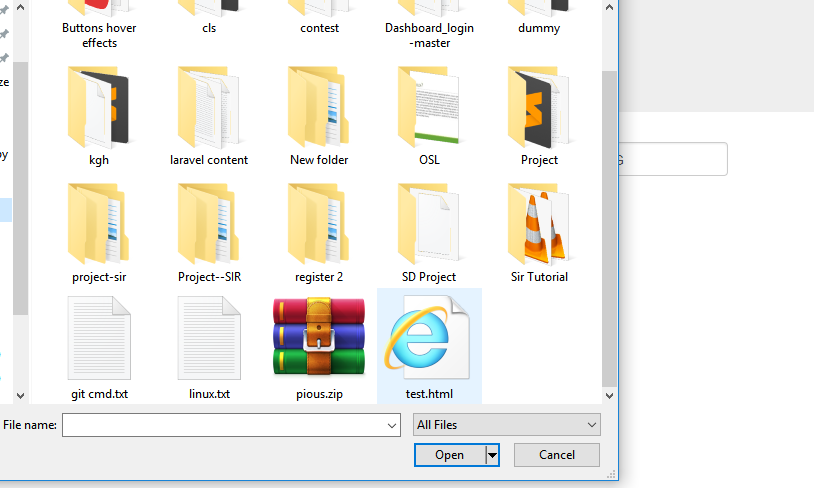 Buttons hover
effects
cls
contest
Dashboard_login
-master
dummy
ze
kgh
laravel content
New folder
OSL
Project
py
G
project-sir
Project--SIR
register 2
SD Project
Sir Tutorial
git cmd.txt
linux.txt
pious.zip
test.html
File name:
All Files
Open
Cancel